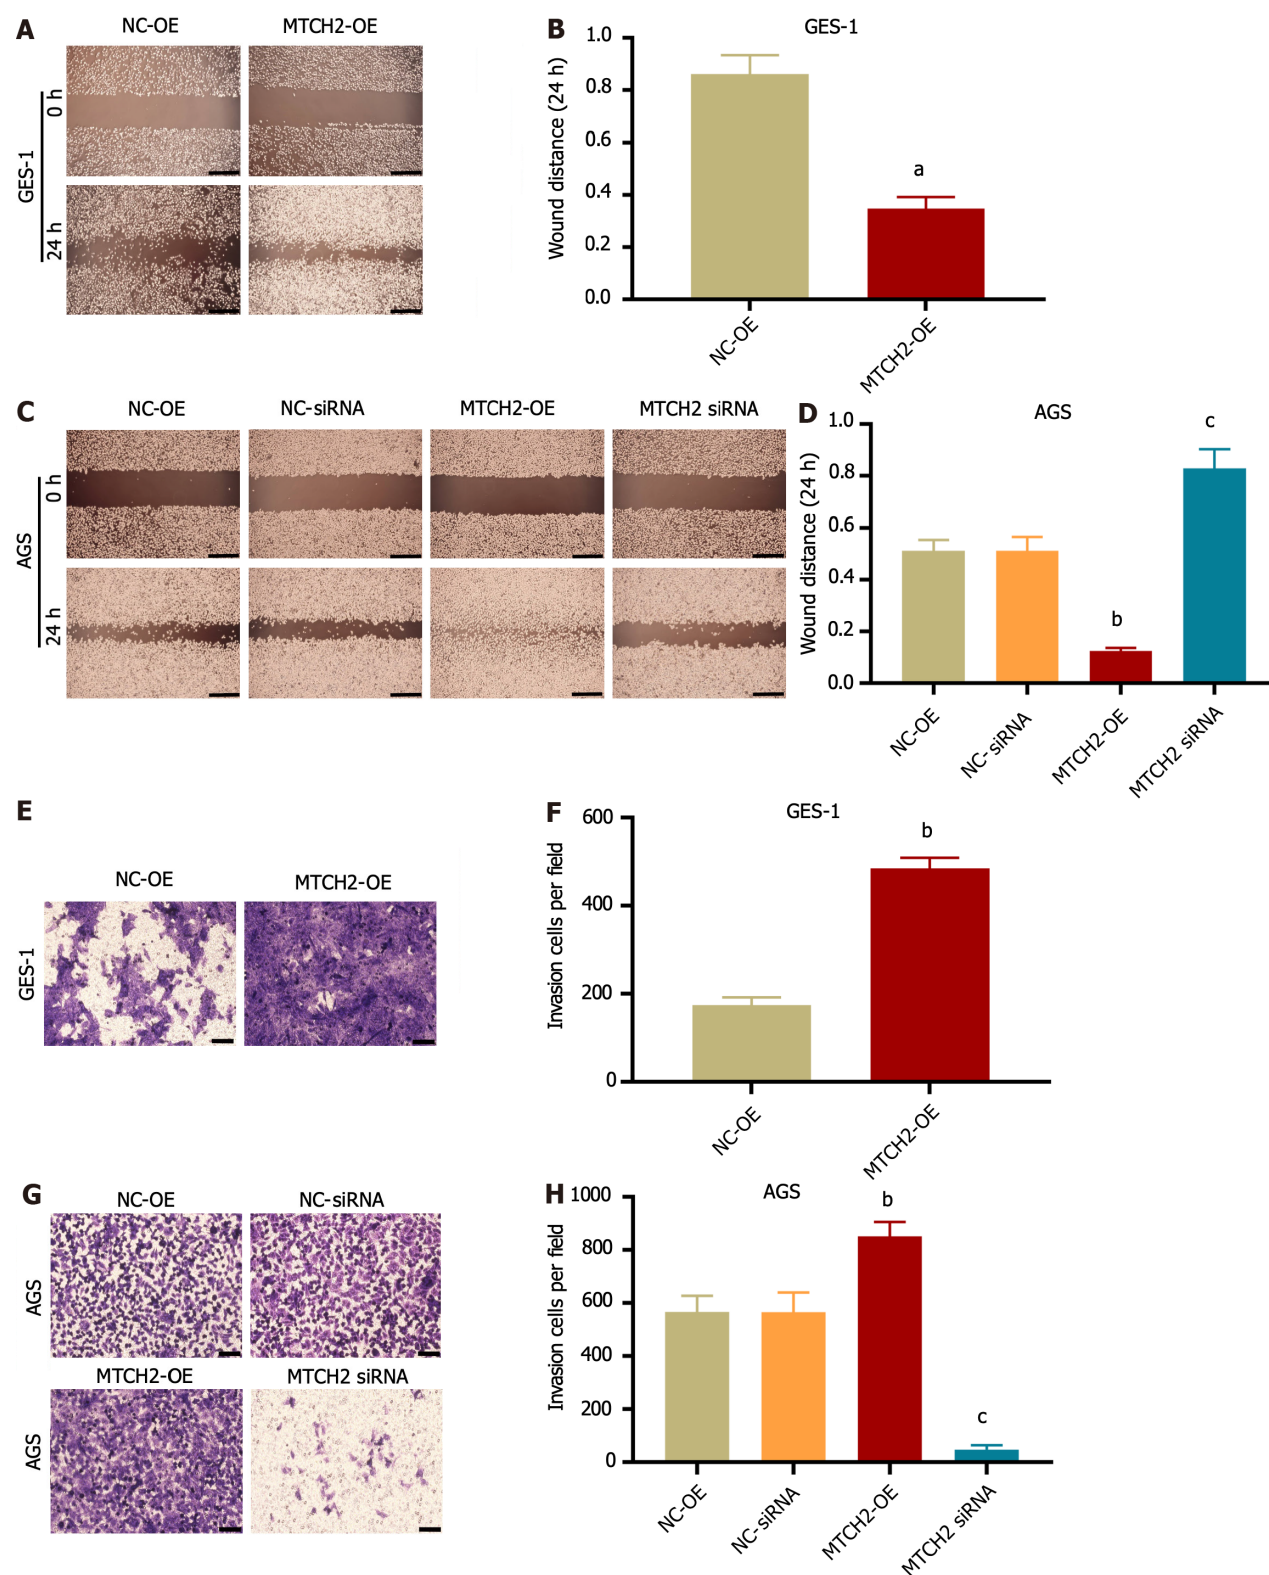 A
NC-OE
MTCH2-OE
GES-1
0 h
24 h
B
GES-1
Wound distance (24 h)
1.0
0.8
0.6
0.4
0.2
0.0
a
NC-OE
MTCH2-OE
C
NC-OE
NC-siRNA
MTCH2-OE
MTCH2 siRNA
AGS
0 h
24 h
D
AGS
Wound distance (24 h)
1.0
0.8
0.6
0.4
0.2
0.0
b
c
NC-OE
NC-siRNA
MTCH2-OE
MTCH2 siRNA
E
NC-OE
MTCH2-OE
GES-1
F
GES-1
Invasion cells per field
600
400
200
0
b
NC-OE
MTCH2-OE
G
NC-OE
NC-siRNA
AGS
MTCH2-OE
MTCH2 siRNA
AGS
H
AGS
Invasion cells per field
1000
800
600
400
200
0
b
c
NC-OE
NC-siRNA
MTCH2-OE
MTCH2 siRNA